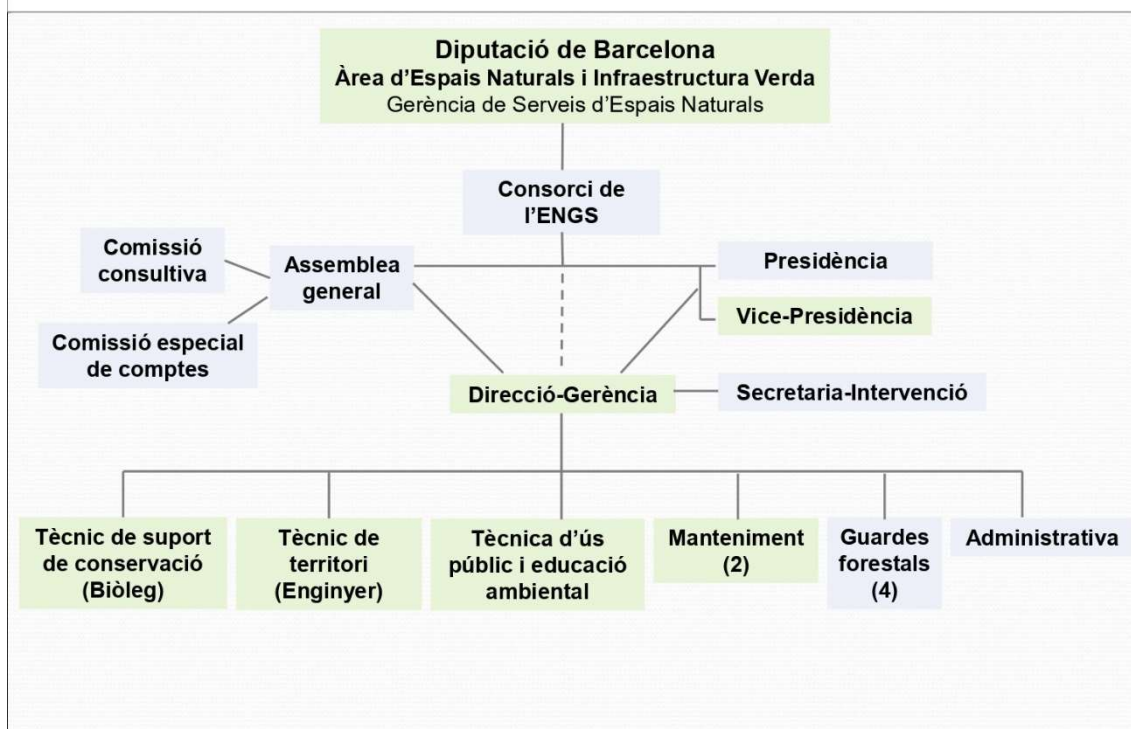 Diputació de Barcelona
Àrea d'Espais Naturals i Infraestructura Verda
Gerència de Serveis d'Espais Naturals
Consorci de
l'ENGS
Comissió
consultiva
Assemblea
general
Presidència
Vice-Presidència
Comissió especial
de comptes
Direcció-Gerència
Secretaria-Intervenció
Tècnic de suport
de conservació
(Biòleg)
Tècnic de
territori
(Enginyer)
Tècnica d'ús
públic i educació
ambiental
Manteniment
(2)
Guardes
forestals
(4)
Administrativa